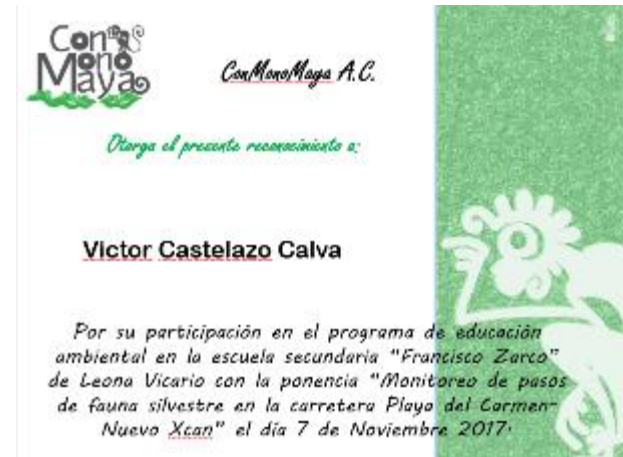 Con
Mono
Maya
ConMonoMaya A.C.
Otorga el presente reconocimiento a:
Victor Castelazo Calva
Por su participación en el programa de educación
ambiental en la escuela secundaria "Francisco Zarco"
de Leona Vicario con la ponencia "Monitoreo de pasos
de fauna silvestre en la carretera Playa del Carmen-
Nuevo Xcan" el día 7 de Noviembre 2017.